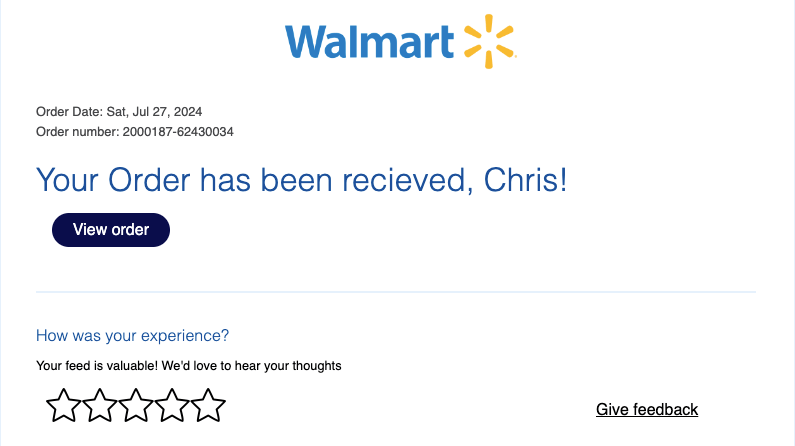 Walmart
Order Date: Sat, Jul 27, 2024
Order number: 2000187-62430034
Your Order has been recieved, Chris!
View order
How was your experience?
Your feed is valuable! We'd love to hear your thoughts
Give feedback